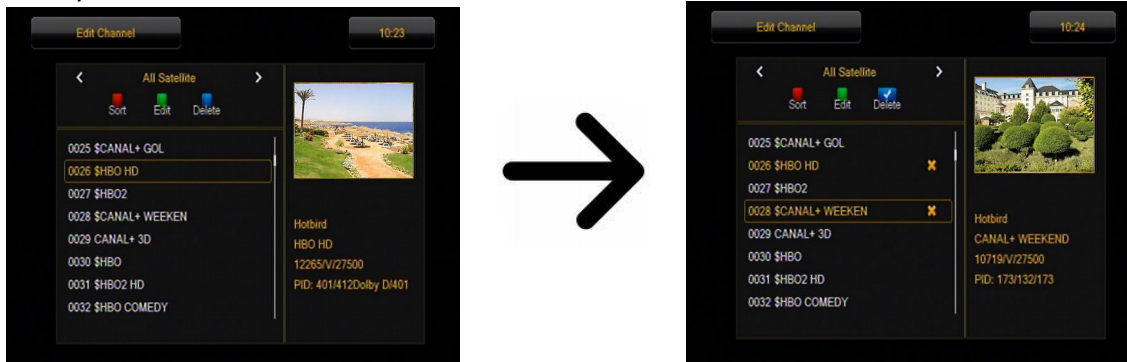 Edit Channel
10:23
All Satellite
Sort Edit Delete
0025 $CANAL+ GOL
0026 $HBO HD
0027 $HBO2
0028 $CANAL+ WEEKEN
0029 CANAL+ 3D
0030 $HBO
0031 $HBO2 HD
0032 $HBO COMEDY
Hotbird
HBO HD
12265/V/27500
PID: 401/412Dolby D/401
Edit Channel
10:24
All Satellite
Sort Edit Delete
0025 $CANAL+ GOL
0026 $HBO HD
0027 $HBO2
0028 $CANAL+ WEEKEN
0029 CANAL+ 3D
0030 $HBO
0031 $HBO2 HD
0032 $HBO COMEDY
Hotbird
CANAL+ WEEKEND
10719/V/27500
PID: 173/132/173